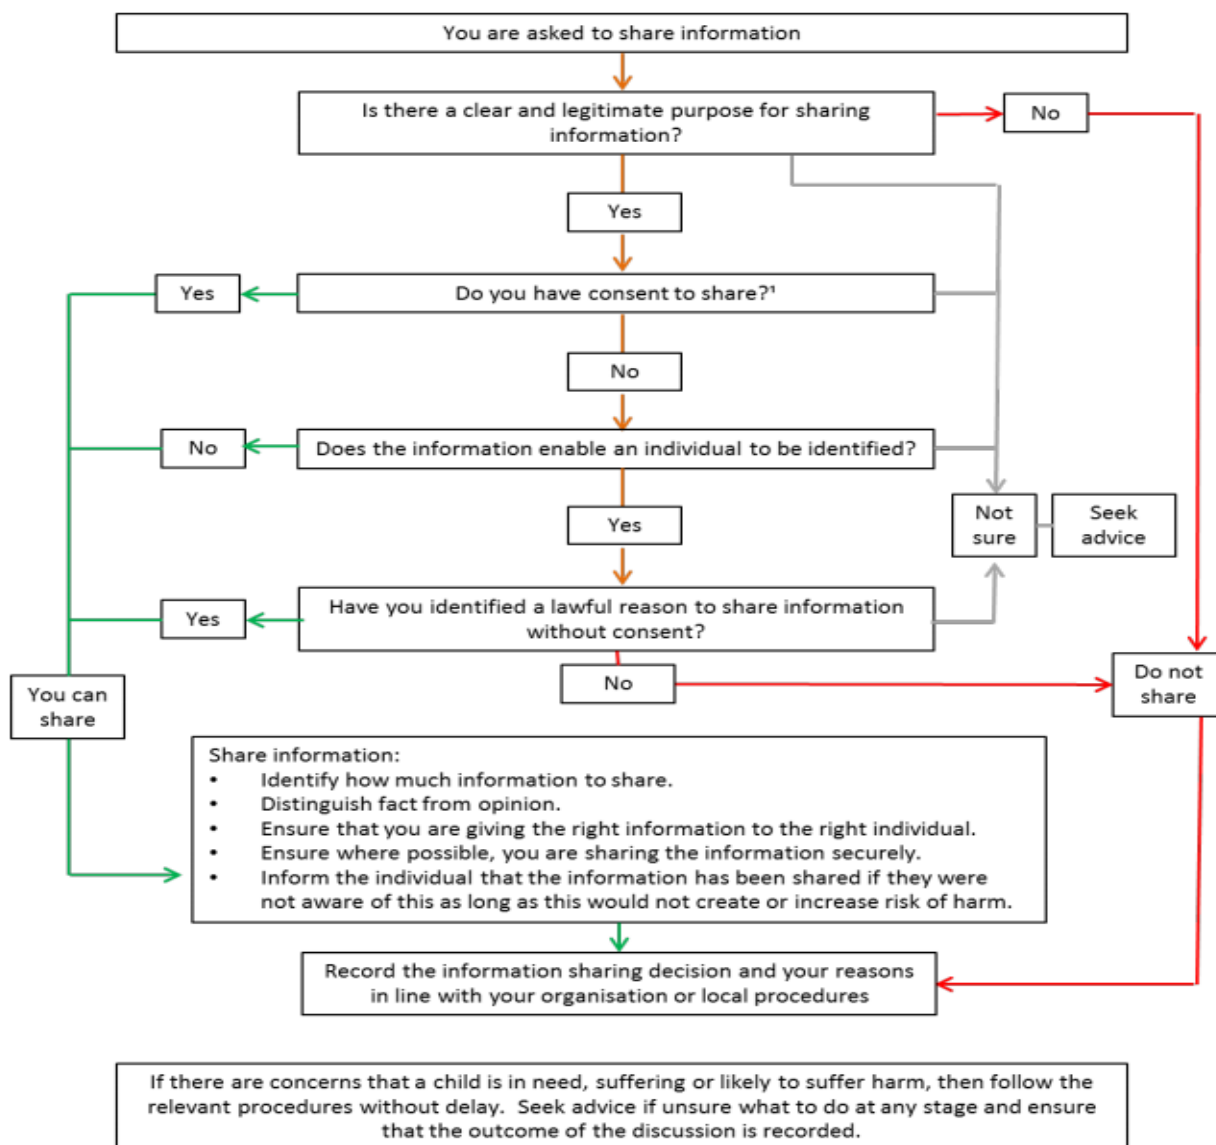 You are asked to share information
Is there a clear and legitimate purpose for sharing
information?
No
Yes
Yes
Do you have consent to share?¹
No
No
Does the information enable an individual to be identified?
Yes
Not
sure
Seek
advice
Yes
Have you identified a lawful reason to share information
without consent?
No
You can
share
Do not
share
Share information:
• Identify how much information to share.
• Distinguish fact from opinion.
• Ensure that you are giving the right information to the right individual.
• Ensure where possible, you are sharing the information securely.
• Inform the individual that the information has been shared if they were
not aware of this as long as this would not create or increase risk of harm.
Record the information sharing decision and your reasons
in line with your organisation or local procedures
If there are concerns that a child is in need, suffering or likely to suffer harm, then follow the
relevant procedures without delay. Seek advice if unsure what to do at any stage and ensure
that the outcome of the discussion is recorded.